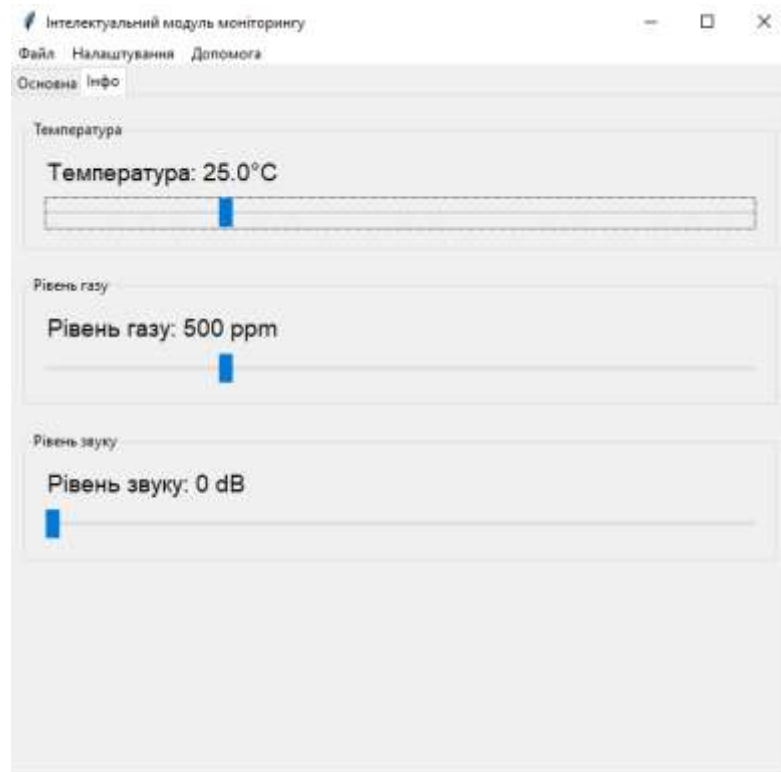 Інтелектуальний модуль моніторингу
Файл Налаштування Допомога
Основна Інфо
Температура
Температура: 25.0°C
Рівень газу
Рівень газу: 500 ppm
Рівень звуку
Рівень звуку: 0 dB